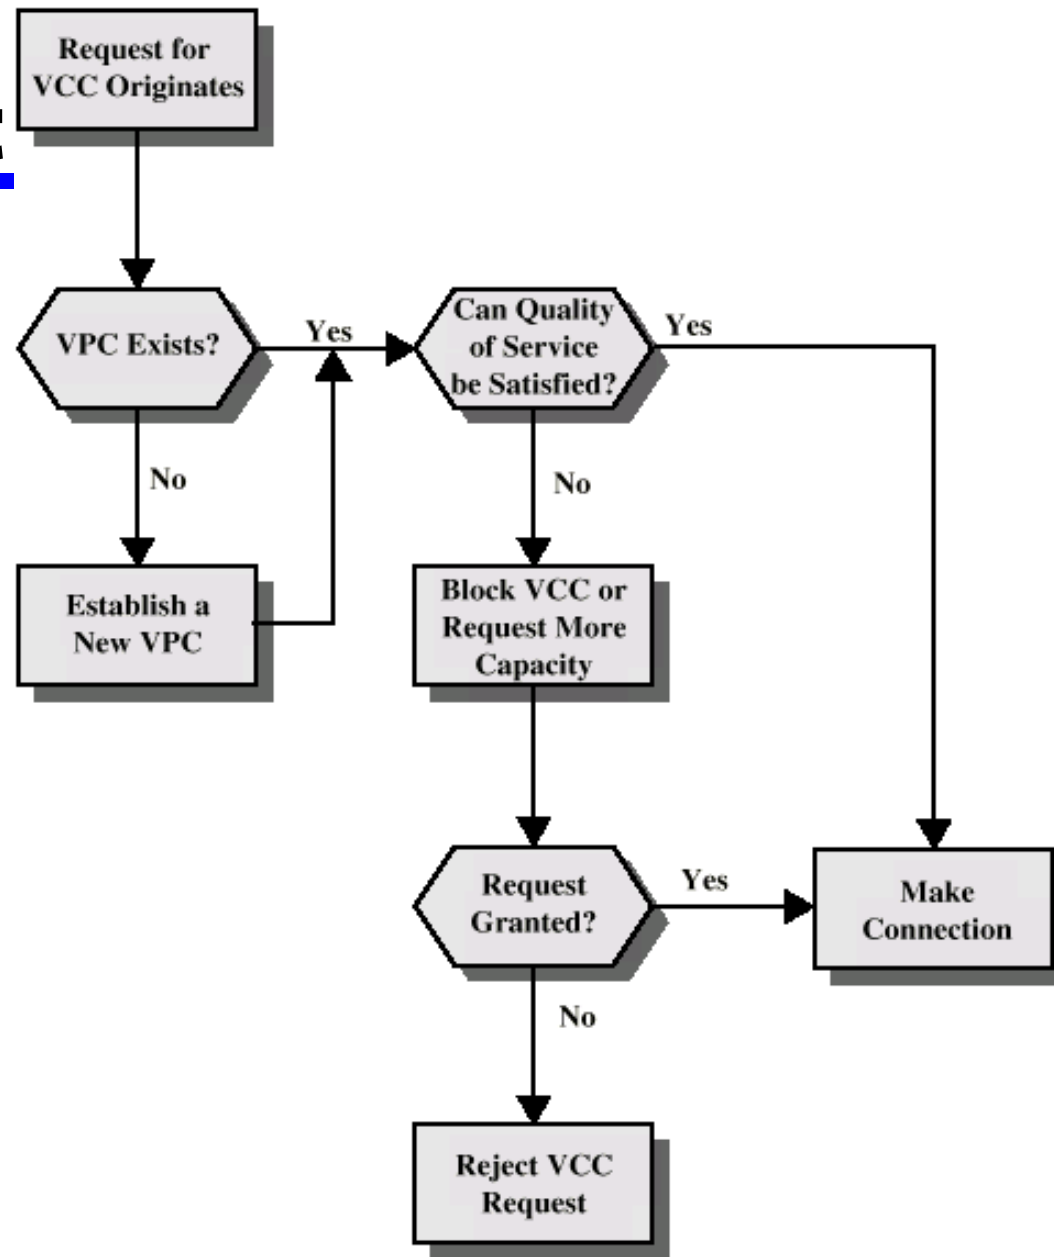 Request for
VCC Originates
VPC Exists?
Yes
Can Quality
of Service
be Satisfied?
Yes
No
No
Establish a
New VPC
Block VCC or
Request More
Capacity
Request
Granted?
Yes
Make
Connection
No
Reject VCC
Request